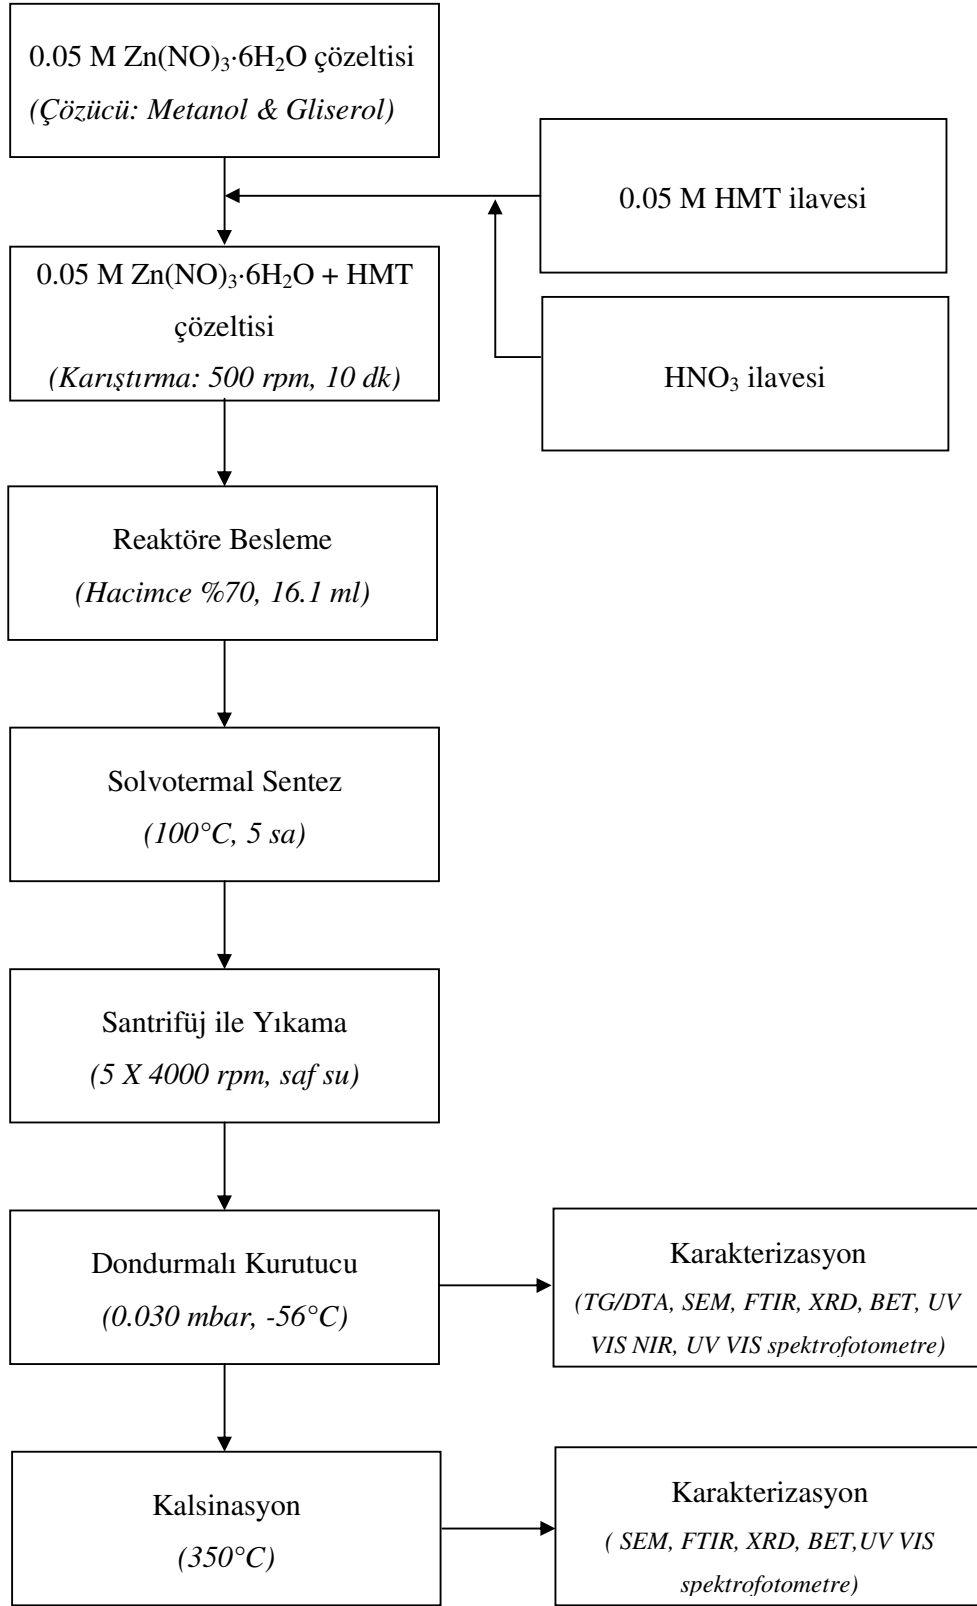 0.05 M Zn(NO)₃·6H₂O çözeltisi
(Çözücü: Metanol & Gliserol)
0.05 M HMT ilavesi
0.05 M Zn(NO)₃·6H₂O + HMT
çözeltisi
(Karıştırma: 500 rpm, 10 dk)
HNO₃ ilavesi
Reaktöre Besleme
(Hacimce %70, 16.1 ml)
Solvotermal Sentez
(100°C, 5 sa)
Santrifüj ile Yıkama
(5 X 4000 rpm, saf su)
Dondurmalı Kurutucu
(0.030 mbar, -56°C)
Karakterizasyon
(TG/DTA, SEM, FTIR, XRD, BET, UV
VIS NIR, UV VIS spektrofotometre)
Kalsinasyon
(350°C)
Karakterizasyon
( SEM, FTIR, XRD, BET,UV VIS
spektrofotometre)